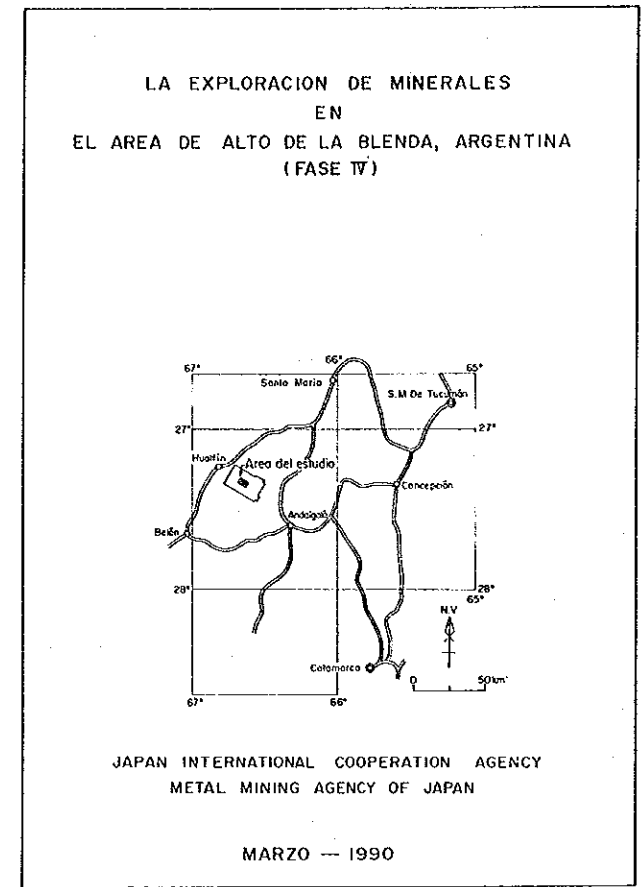 LA EXPLORACION DE MINERALES
EN
EL AREA DE ALTO DE LA BLENDA, ARGENTINA
(FASE IV)
67°
66°
65°
Santa Maria
S.M. De Tucumán
27°
27°
Hualfín
Area del estudio
Concepción
Andalgalá
Belén
28°
28°
65°
N.V
Catamarca
0 50km
67°
66°
JAPAN INTERNATIONAL COOPERATION AGENCY
METAL MINING AGENCY OF JAPAN
MARZO — 1990